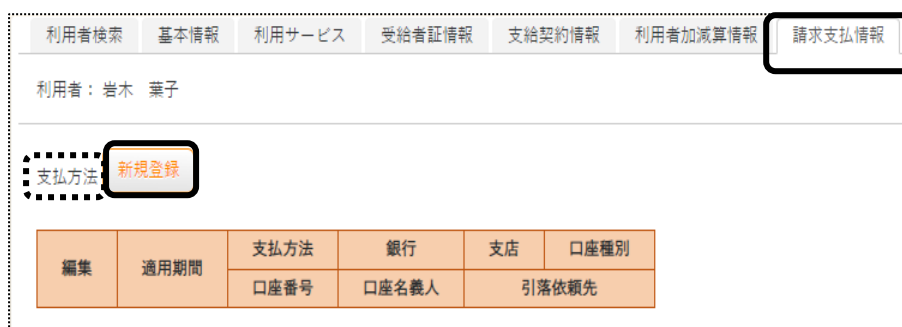 利用者検索 基本情報 利用サービス 受給者証情報 支給契約情報 利用者加減算情報 請求支払情報
利用者： 岩木　葉子
支払方法 新規登録
編集 適用期間 支払方法 銀行 支店 口座種別
口座番号 口座名義人 引落依頼先